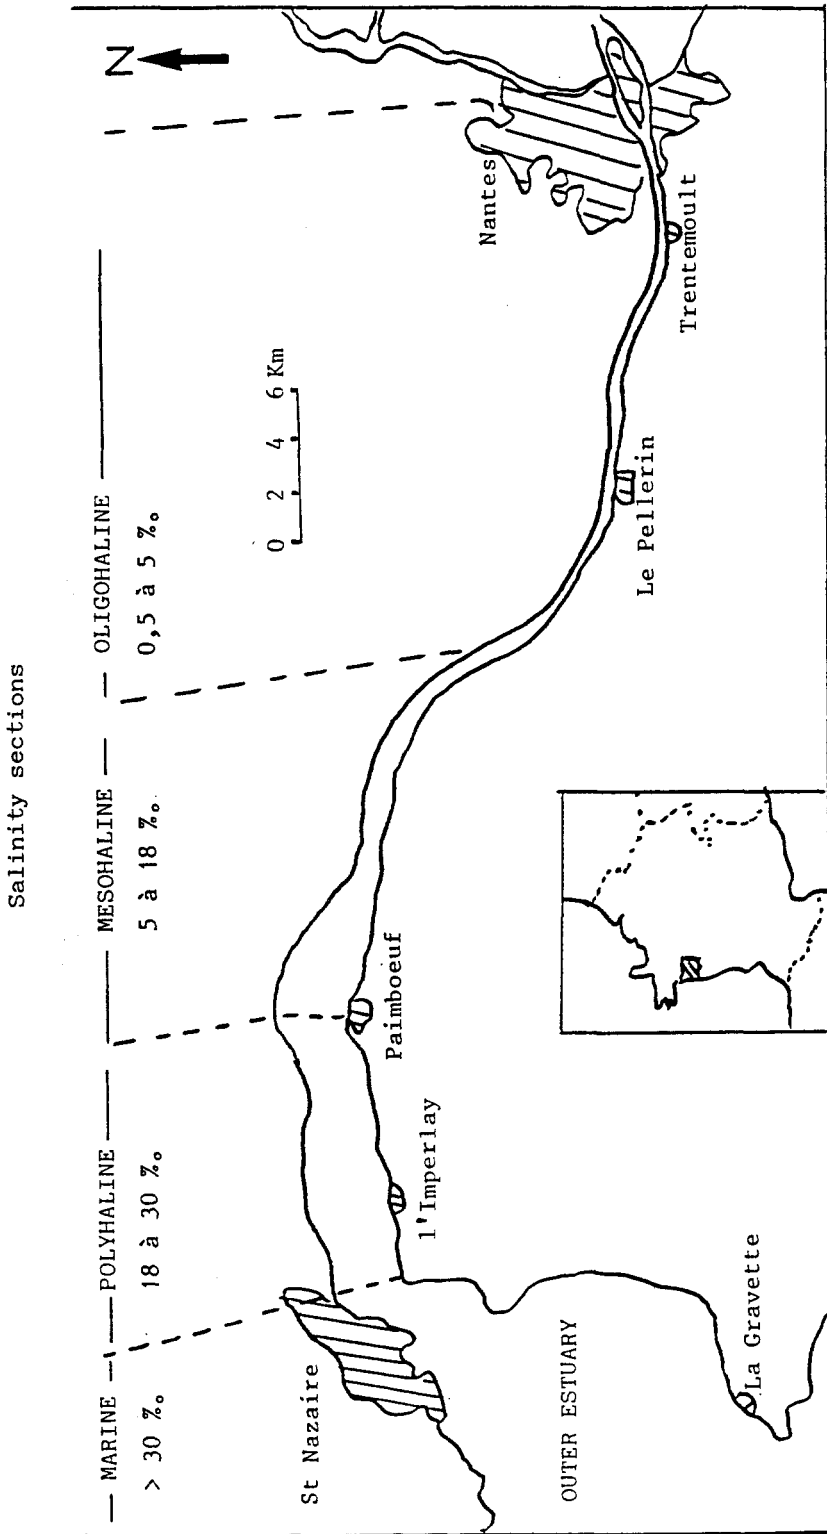 Salinity sections
— MARINE — POLYHALINE — MESOHALINE — OLIGOHALINE —
> 30 ‰ 18 à 30 ‰ 5 à 18 ‰ 0,5 à 5 ‰
N
0 2 4 6 Km
St Nazaire
Nantes
Paimboeuf
l'Imperlay
Le Pellerin
Trentemoult
OUTER ESTUARY
La Gravette